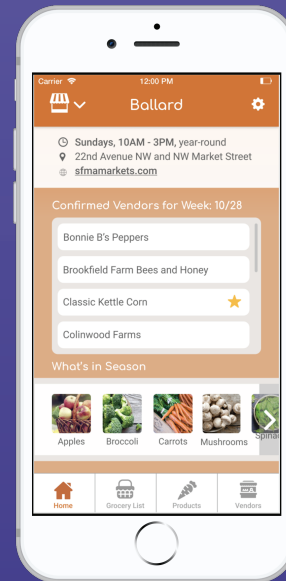 Carrier 12:00 PM
Ballard
Sundays, 10AM - 3PM, year-round
22nd Avenue NW and NW Market Street
sfmamarkets.com
Confirmed Vendors for Week: 10/28
Bonnie B's Peppers
Brookfield Farm Bees and Honey
Classic Kettle Corn
Colinwood Farms
What's in Season
Apples Broccoli Carrots Mushrooms Spinac
Home Grocery List Products Vendors